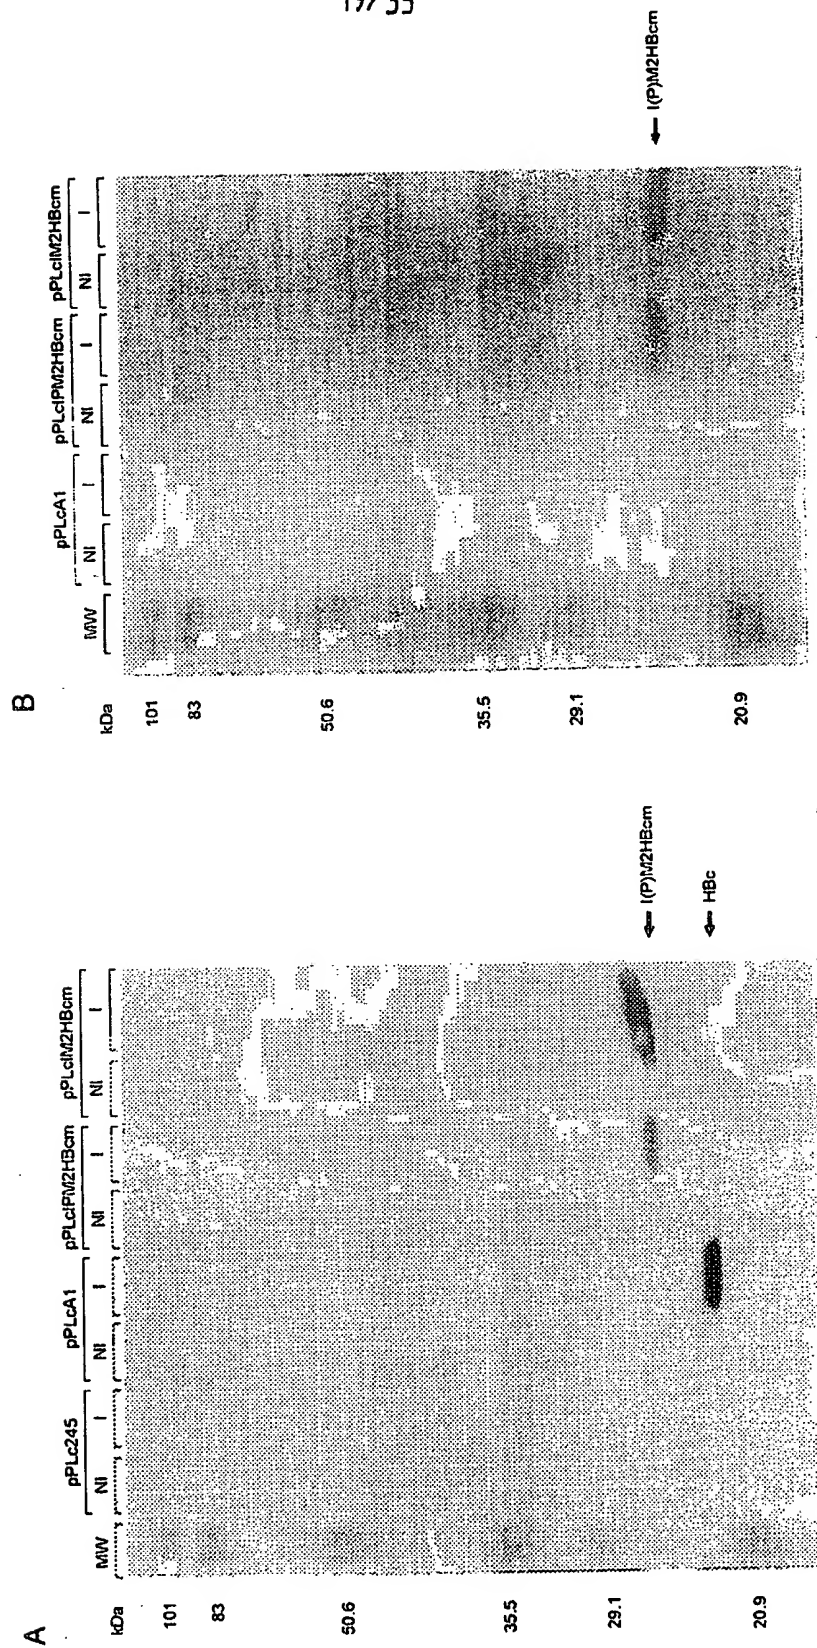 A
kDa
101
83
50.6
35.5
29.1
20.9
MW
pPLc245
NI I
pPLcA1
NI I
pPLcIPM2HBcm
NI I
pPLcIM2HBcm
NI I
I(P)M2HBcm
HBc
B
kDa
101
83
50.6
35.5
29.1
20.9
MW
pPLcA1
NI I
pPLcIPM2HBcm
NI I
pPLcIM2HBcm
NI I
I(P)M2HBcm